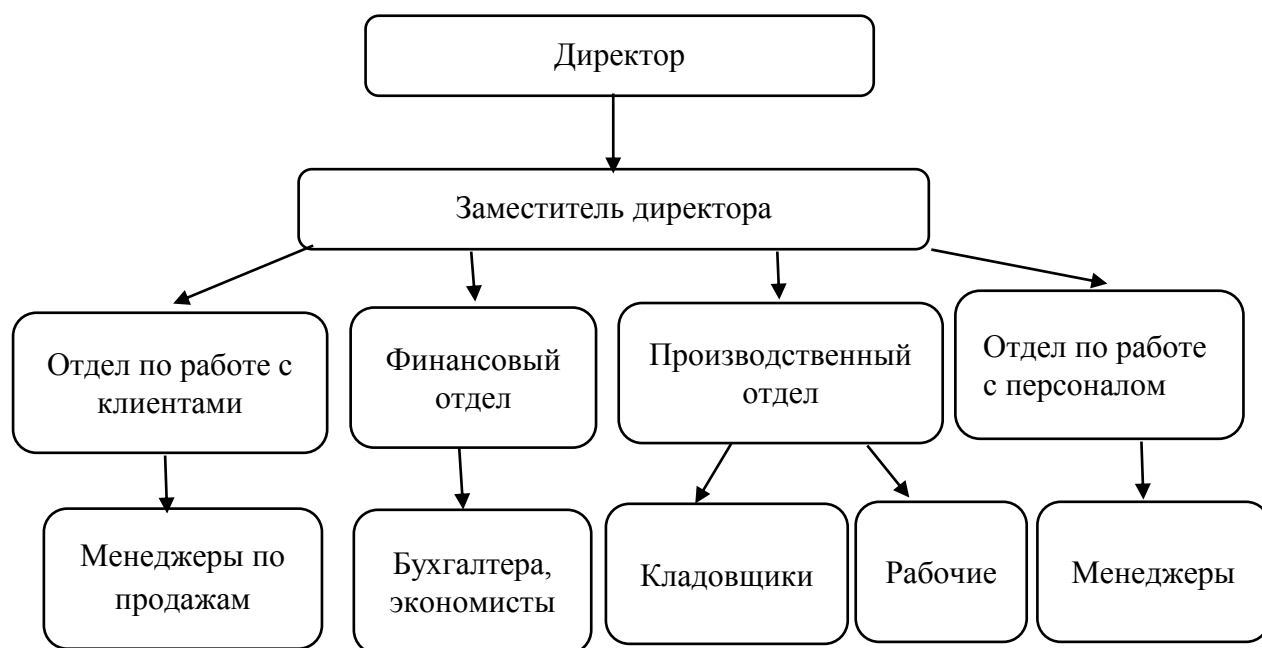 Директор
Заместитель директора
Отдел по работе с
клиентами
Финансовый
отдел
Производственный
отдел
Отдел по работе
с персоналом
Менеджеры по
продажам
Бухгалтера,
экономисты
Кладовщики
Рабочие
Менеджеры